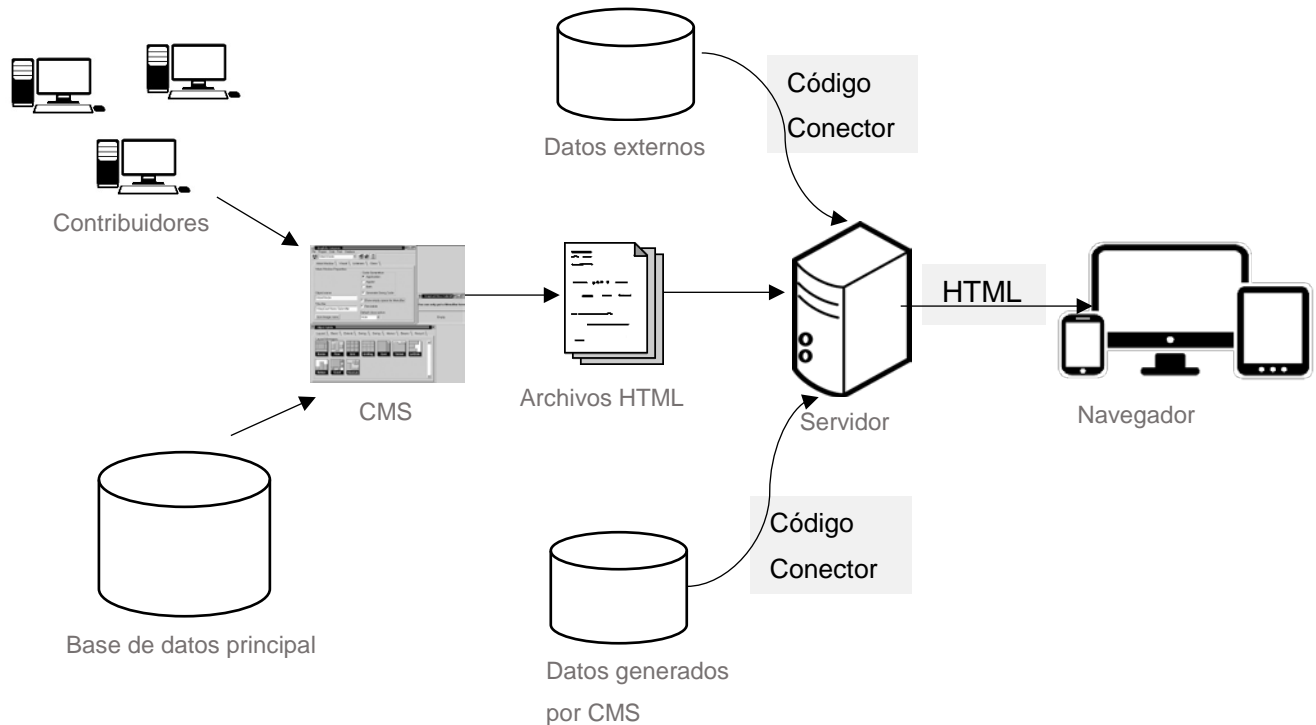 Código
Conector
Datos externos
Contribuidores
HTML
CMS
Archivos HTML
Servidor
Navegador
Código
Conector
Base de datos principal
Datos generados
por CMS